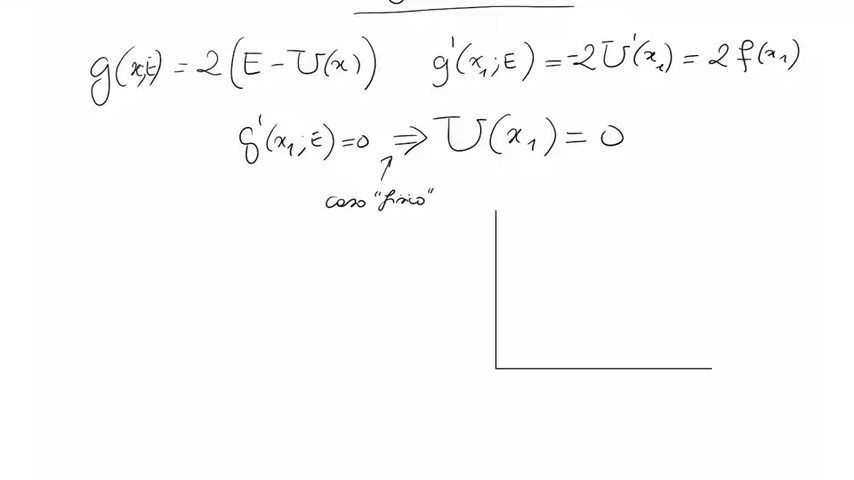 g(x;E) = 2(E - U(x)) g'(x₁;E) = -2U'(x₁) = 2f(x₁)
g'(x₁;E) = 0 ⇒ U(x₁) = 0
caso "fisico"